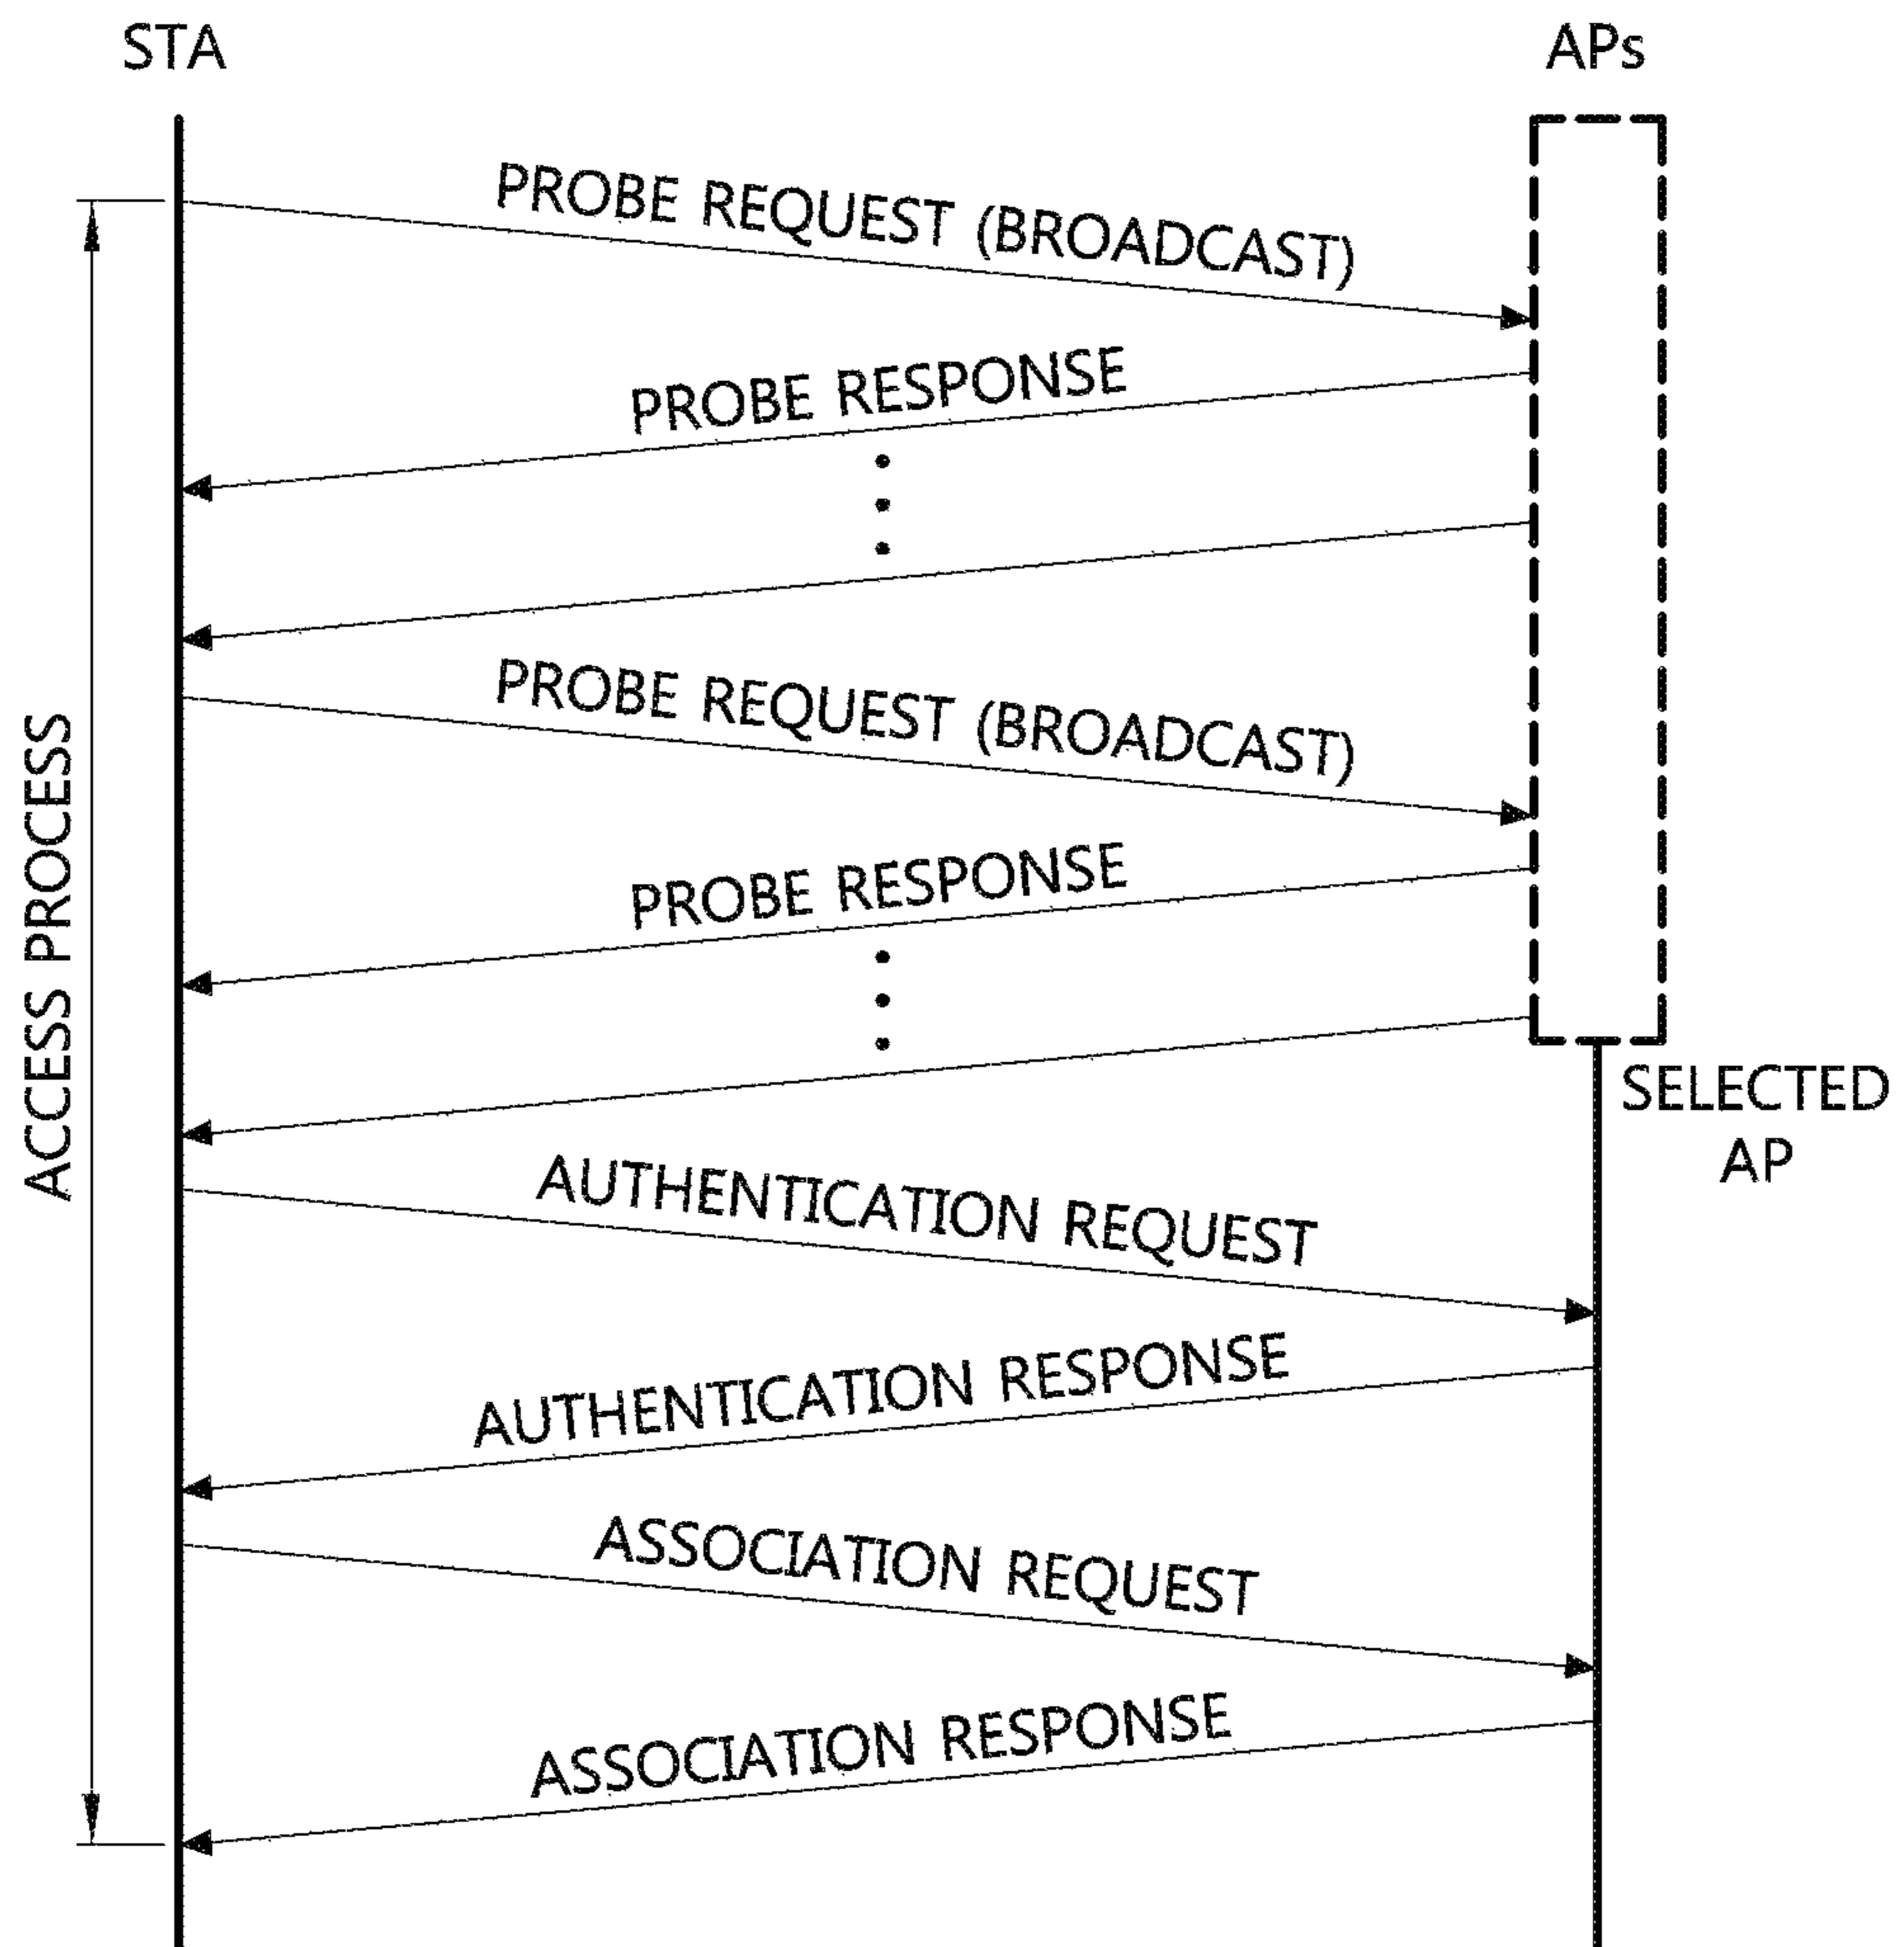 STA
APs
PROBE REQUEST (BROADCAST)
PROBE RESPONSE
PROBE REQUEST (BROADCAST)
PROBE RESPONSE
ACCESS PROCESS
SELECTED
AP
AUTHENTICATION REQUEST
AUTHENTICATION RESPONSE
ASSOCIATION REQUEST
ASSOCIATION RESPONSE